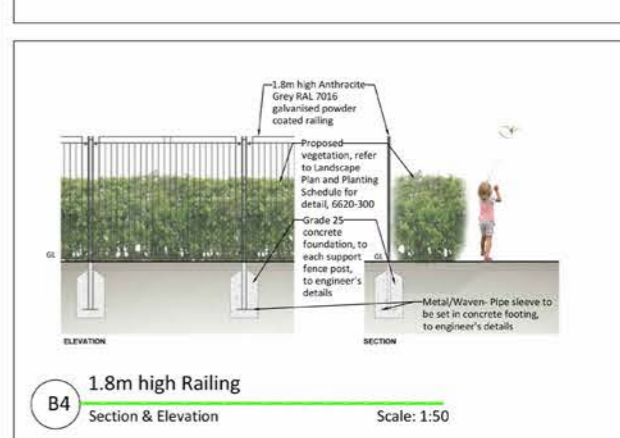 1.8m high Anthracite
Grey RAL 7016
galvanised powder
coated railing
Proposed
vegetation, refer
to Landscape
Plan and Planting
Schedule for
detail, 6620-300
Grade 25
concrete
foundation, to
each support
fence post,
to engineer's
details
GL
GL
Metal/Waven- Pipe sleeve to
be set in concrete footing,
to engineer's details
ELEVATION
SECTION
B4
1.8m high Railing
Section & Elevation
Scale: 1:50